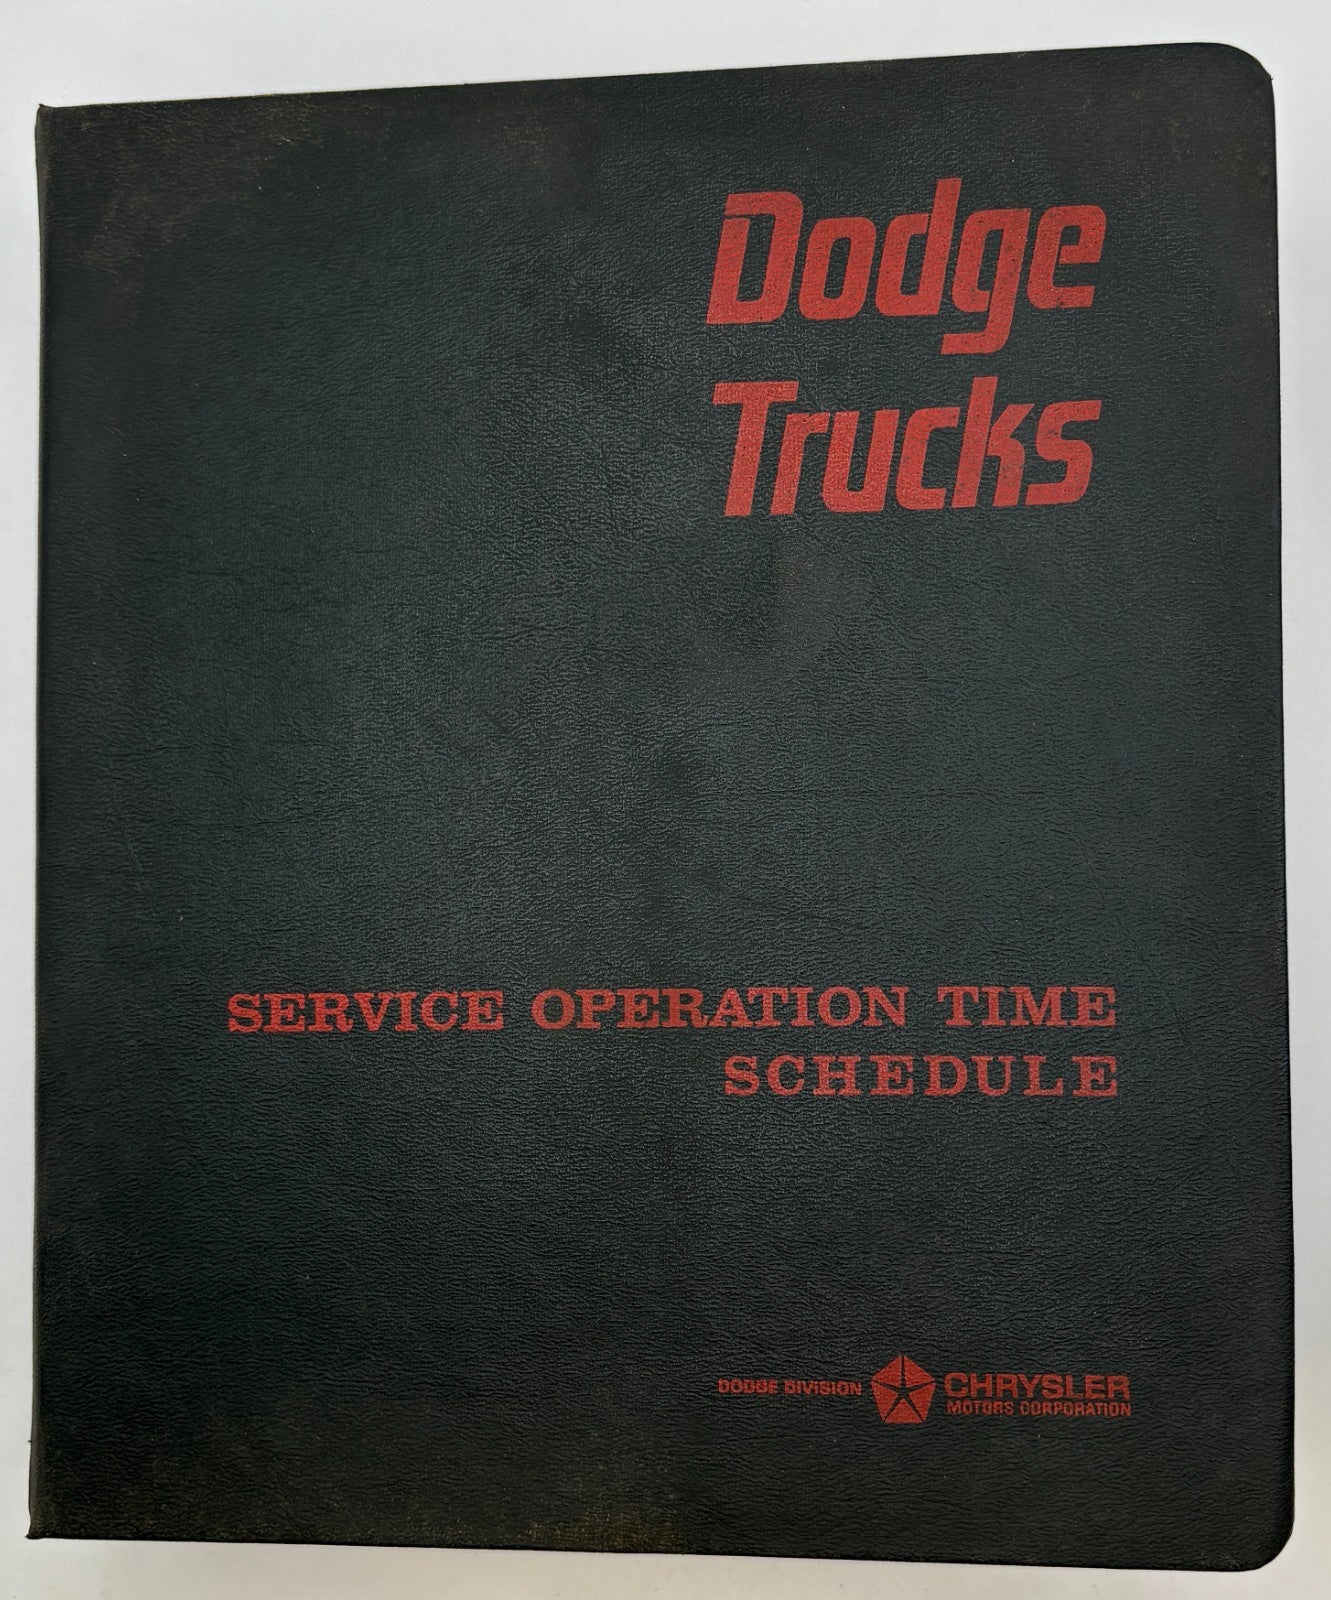 Dodge
Trucks
SERVICE OPERATION TIME
SCHEDULE
DODGE DIVISION CHRYSLER
MOTORS CORPORATION